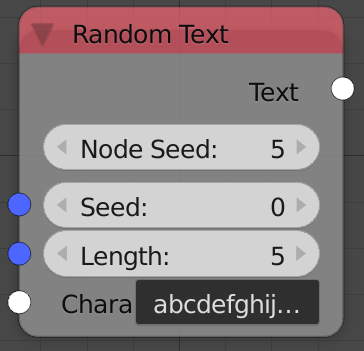 Random Text
Text
Node Seed: 5
Seed: 0
Length: 5
Chara abcdefghij...